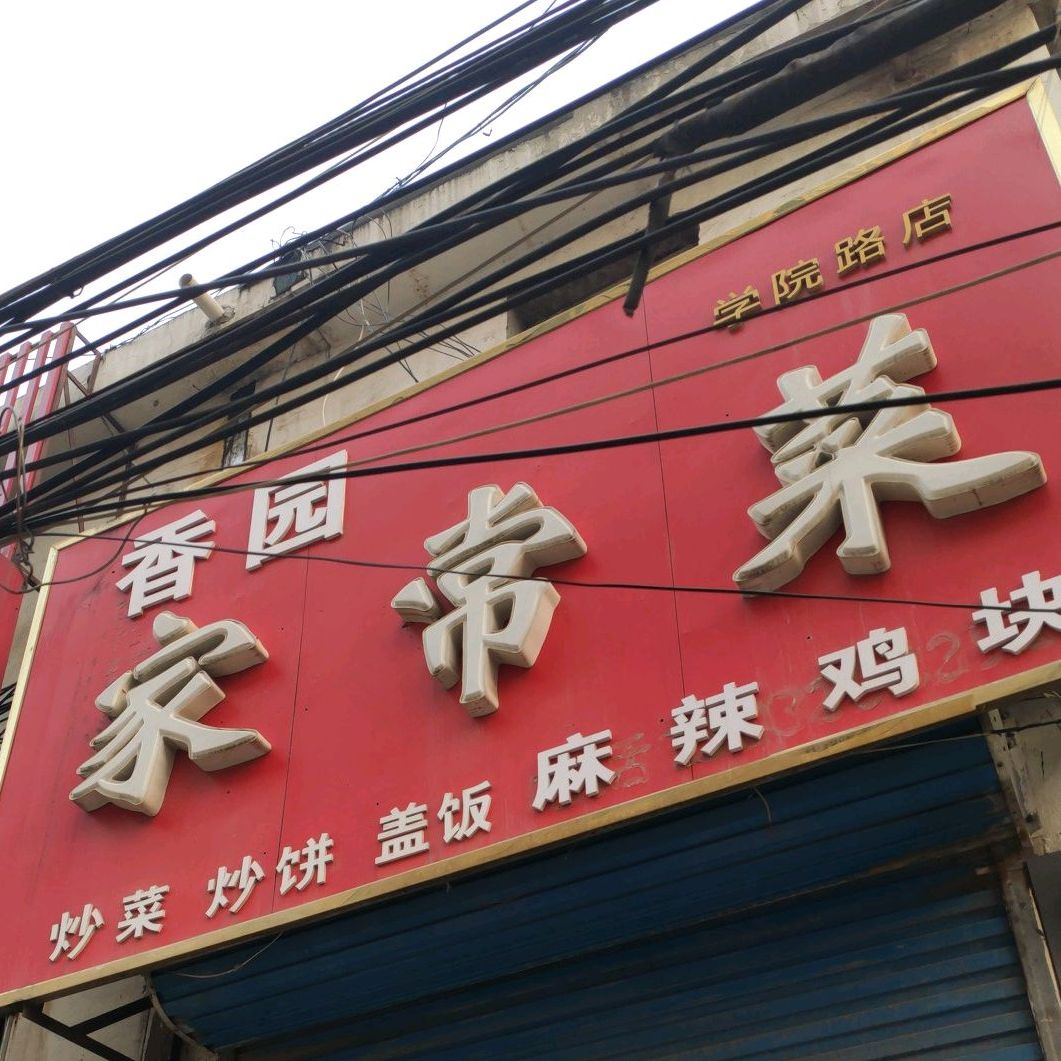 学院路店
香园
家常菜
炒菜 炒饼 盖饭 麻辣鸡块